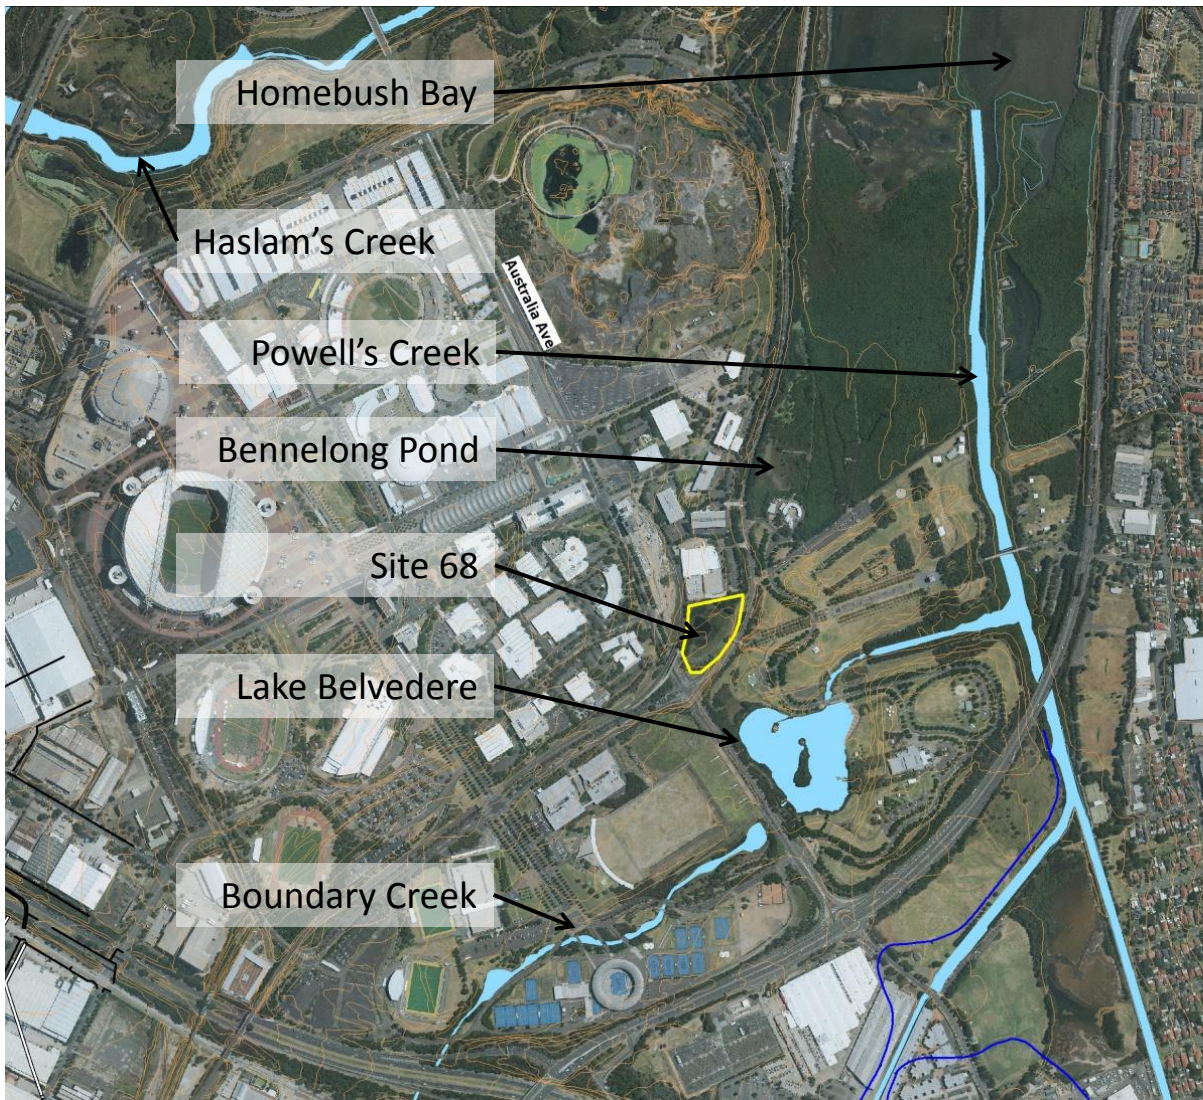 Homebush Bay
Haslam's Creek
Australia Ave
Powell's Creek
Bennelong Pond
Site 68
Lake Belvedere
Boundary Creek